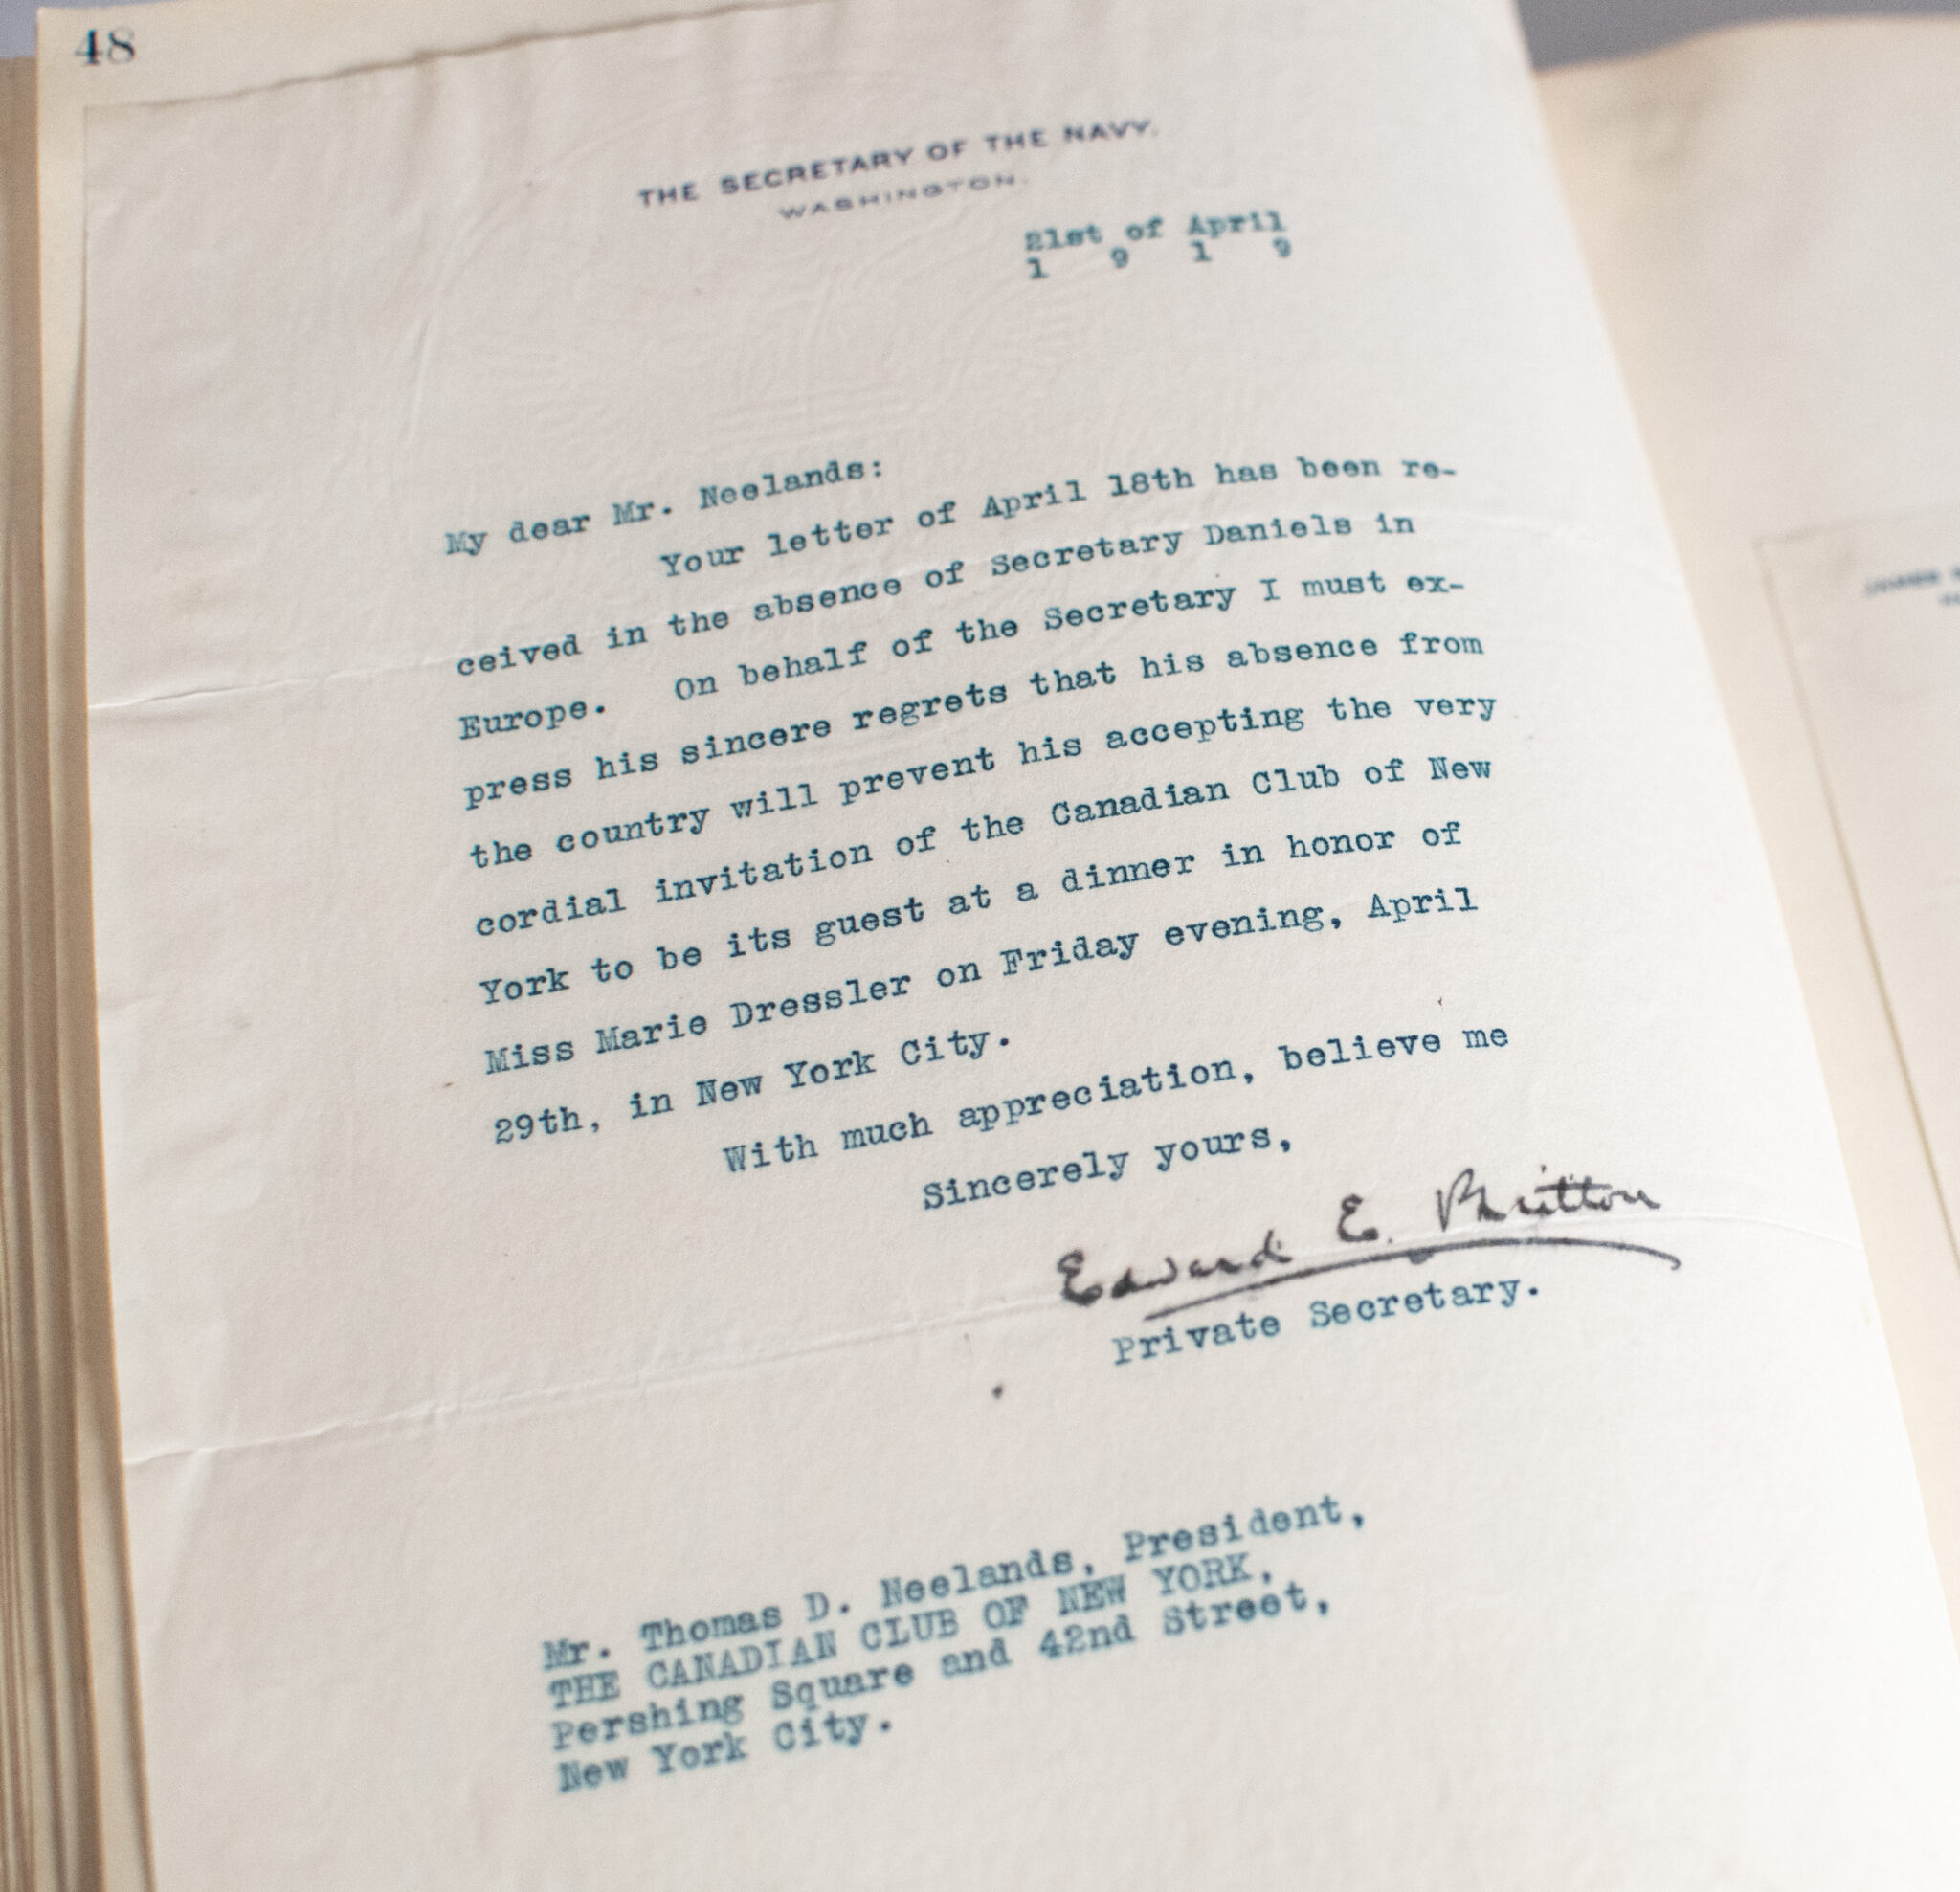 48
THE SECRETARY OF THE NAVY.
WASHINGTON.
21st of April
1 9 1 9
My dear Mr. Neelands:
Your letter of April 18th has been re-
ceived in the absence of Secretary Daniels in
Europe. On behalf of the Secretary I must ex-
press his sincere regrets that his absence from
the country will prevent his accepting the very
cordial invitation of the Canadian Club of New
York to be its guest at a dinner in honor of
Miss Marie Dressler on Friday evening, April
29th, in New York City.
With much appreciation, believe me
Sincerely yours,
Edward E. Britton
Private Secretary.
Mr. Thomas D. Neelands, President,
THE CANADIAN CLUB OF NEW YORK,
Pershing Square and 42nd Street,
New York City.